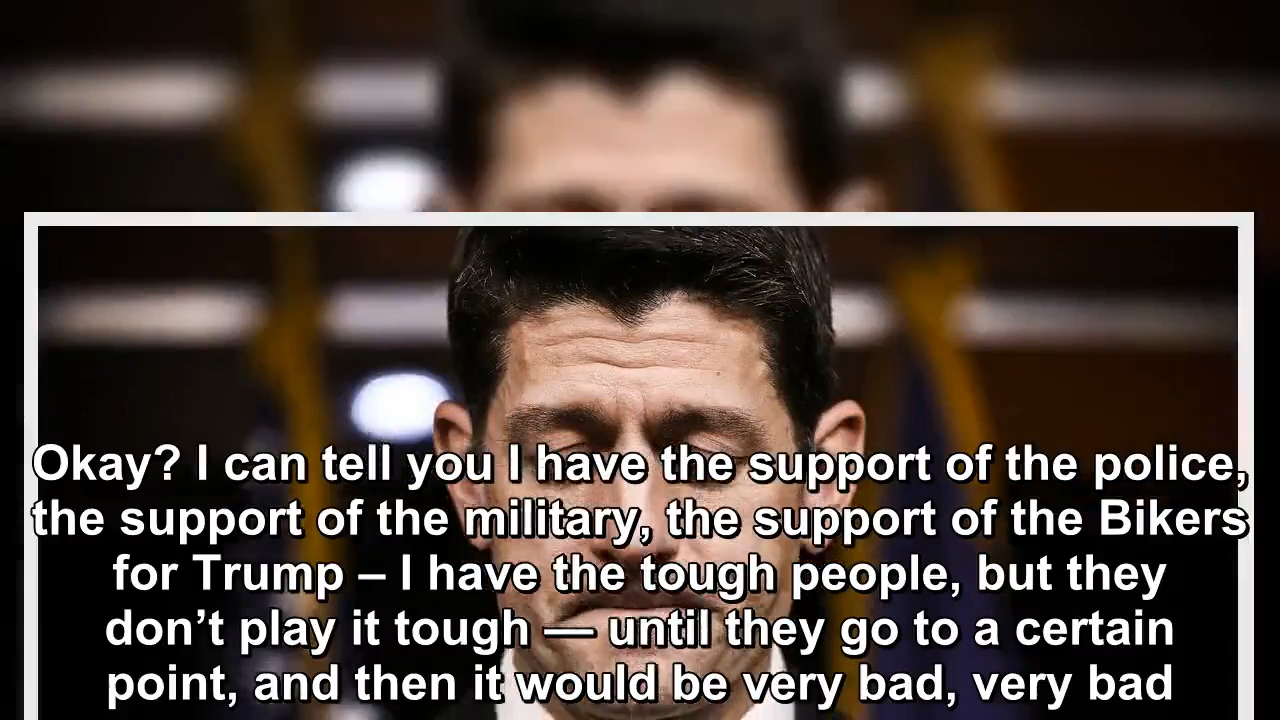 Okay? I can tell you I have the support of the police,
the support of the military, the support of the Bikers
for Trump – I have the tough people, but they
don’t play it tough — until they go to a certain
point, and then it would be very bad, very bad